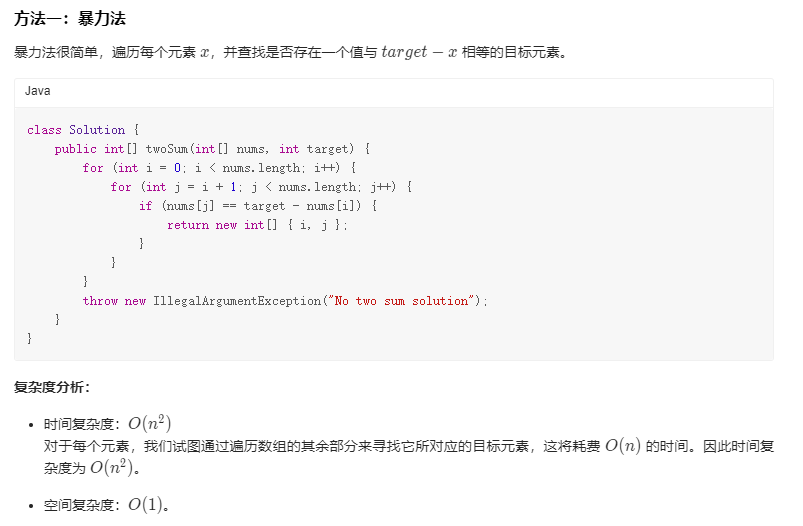 方法一：暴力法
暴力法很简单，遍历每个元素 x，并查找是否存在一个值与 target − x 相等的目标元素。
Java
class Solution {
    public int[] twoSum(int[] nums, int target) {
        for (int i = 0; i < nums.length; i++) {
            for (int j = i + 1; j < nums.length; j++) {
                if (nums[j] == target - nums[i]) {
                    return new int[] { i, j };
                }
            }
        }
        throw new IllegalArgumentException("No two sum solution");
    }
}
复杂度分析：
• 时间复杂度：O(n²)
对于每个元素，我们试图通过遍历数组的其余部分来寻找它所对应的目标元素，这将耗费 O(n) 的时间。因此时间复
杂度为 O(n²)。
• 空间复杂度：O(1)。